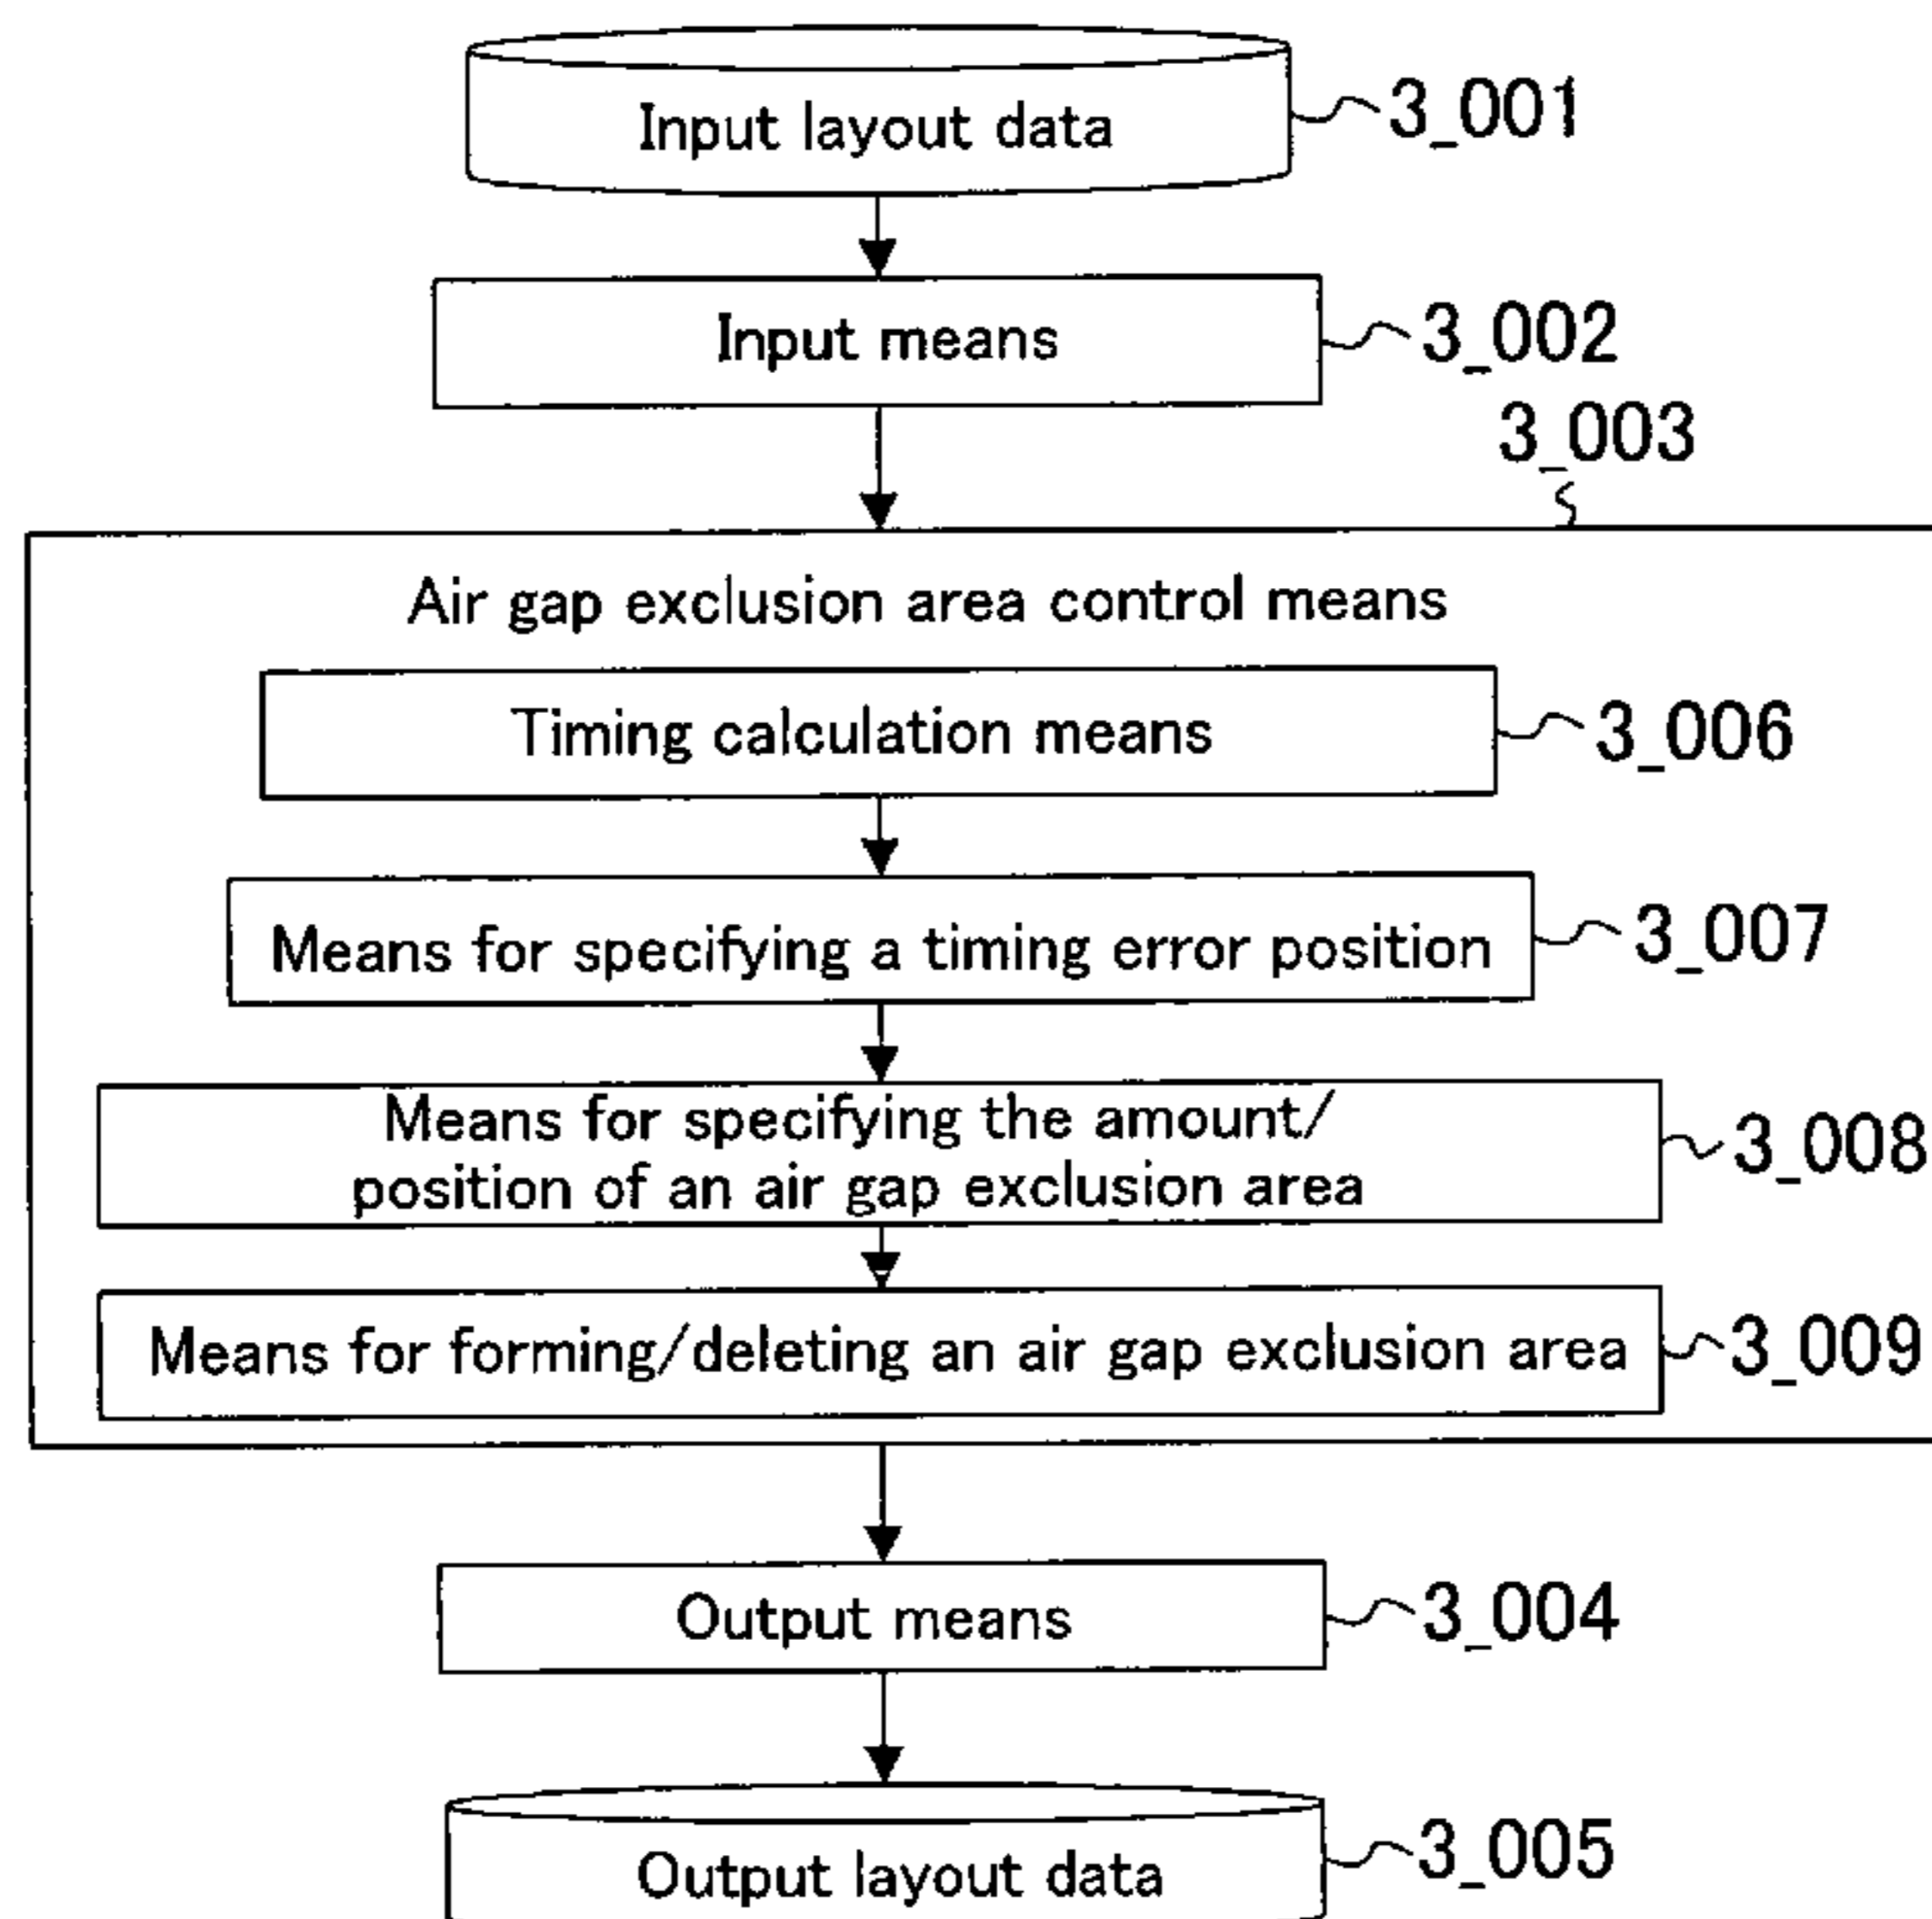 Input layout data
3_001
Input means
3_002
3_003
Air gap exclusion area control means
Timing calculation means
3_006
Means for specifying a timing error position
3_007
Means for specifying the amount/
position of an air gap exclusion area
3_008
Means for forming/deleting an air gap exclusion area
3_009
Output means
3_004
Output layout data
3_005